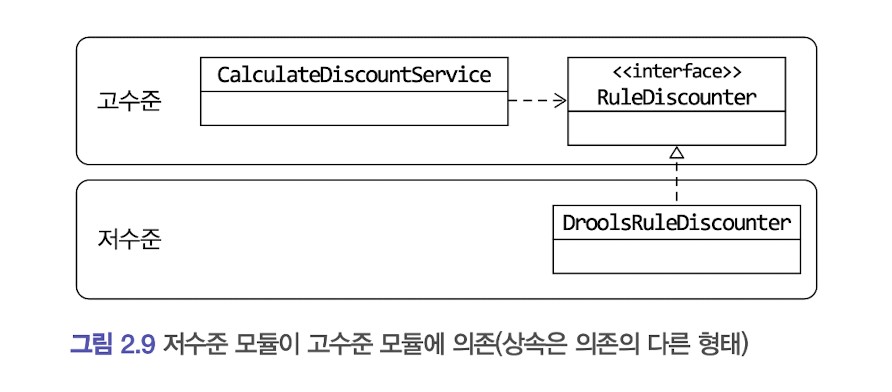 고수준
CalculateDiscountService
<<interface>>
RuleDiscounter
저수준
DroolsRuleDiscounter
그림 2.9 저수준 모듈이 고수준 모듈에 의존(상속은 의존의 다른 형태)